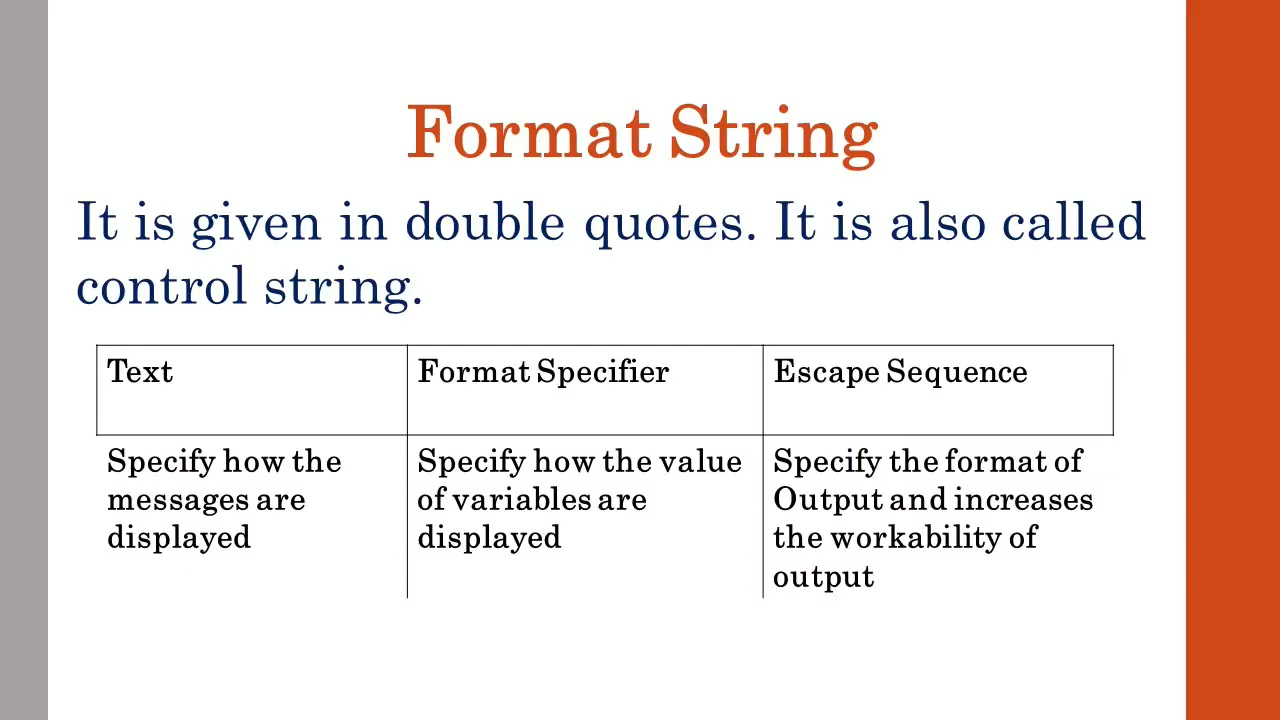 Format String
It is given in double quotes. It is also called
control string.
Text
Format Specifier
Escape Sequence
Specify how the
messages are
displayed
Specify how the value
of variables are
displayed
Specify the format of
Output and increases
the workability of
output